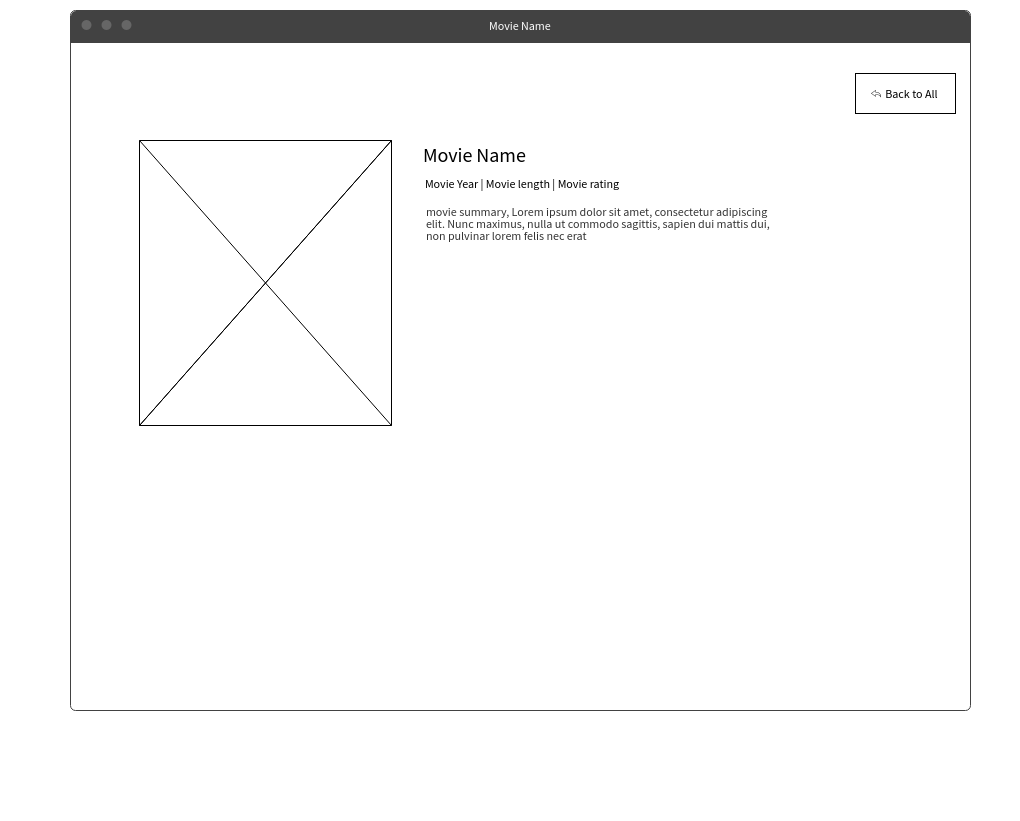 Movie Name
Back to All
Movie Name
Movie Year | Movie length | Movie rating
movie summary, Lorem ipsum dolor sit amet, consectetur adipiscing
elit. Nunc maximus, nulla ut commodo sagittis, sapien dui mattis dui,
non pulvinar lorem felis nec erat